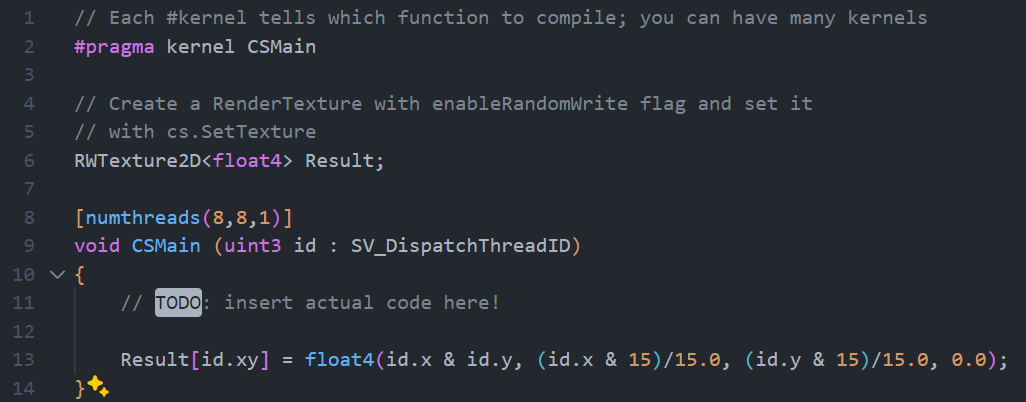 1 // Each #kernel tells which function to compile; you can have many kernels
2 #pragma kernel CSMain
3
4 // Create a RenderTexture with enableRandomWrite flag and set it
5 // with cs.SetTexture
6 RWTexture2D<float4> Result;
7
8 [numthreads(8,8,1)]
9 void CSMain (uint3 id : SV_DispatchThreadID)
10 {
11     // TODO: insert actual code here!
12
13     Result[id.xy] = float4(id.x & id.y, (id.x & 15)/15.0, (id.y & 15)/15.0, 0.0);
14 }